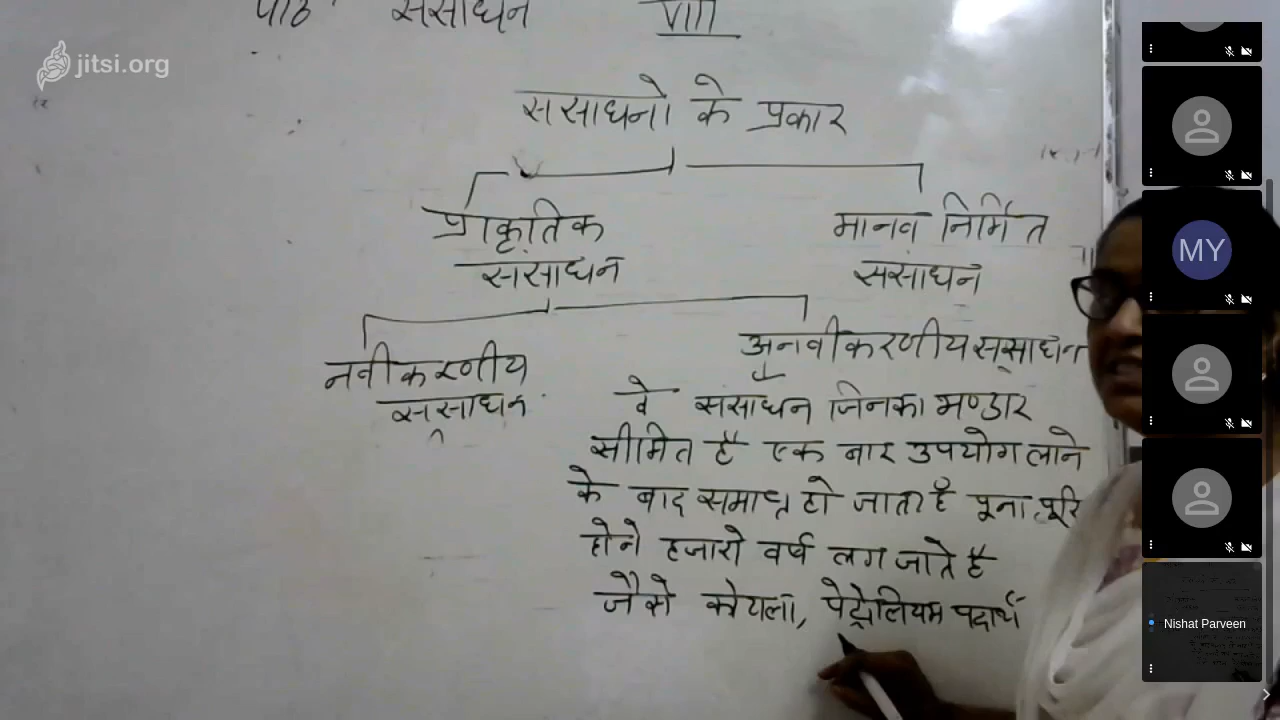 पाठ संसाधन VIII
jitsi.org
संसाधनो के प्रकार
प्राकृतिक
संसाधन
मानव निर्मित
संसाधन
नवीकरणीय
संसाधन
अनवीकरणीय संसाधन
वे संसाधन जिनका भण्डार
सीमित है एक बार उपयोग लाने
के बाद समाप्त हो जाता है पूना पूर्ति
होने हजारो वर्ष लग जाते है
जैसे कोयला, पेट्रोलियम पदार्थ
MY
Nishat Parveen